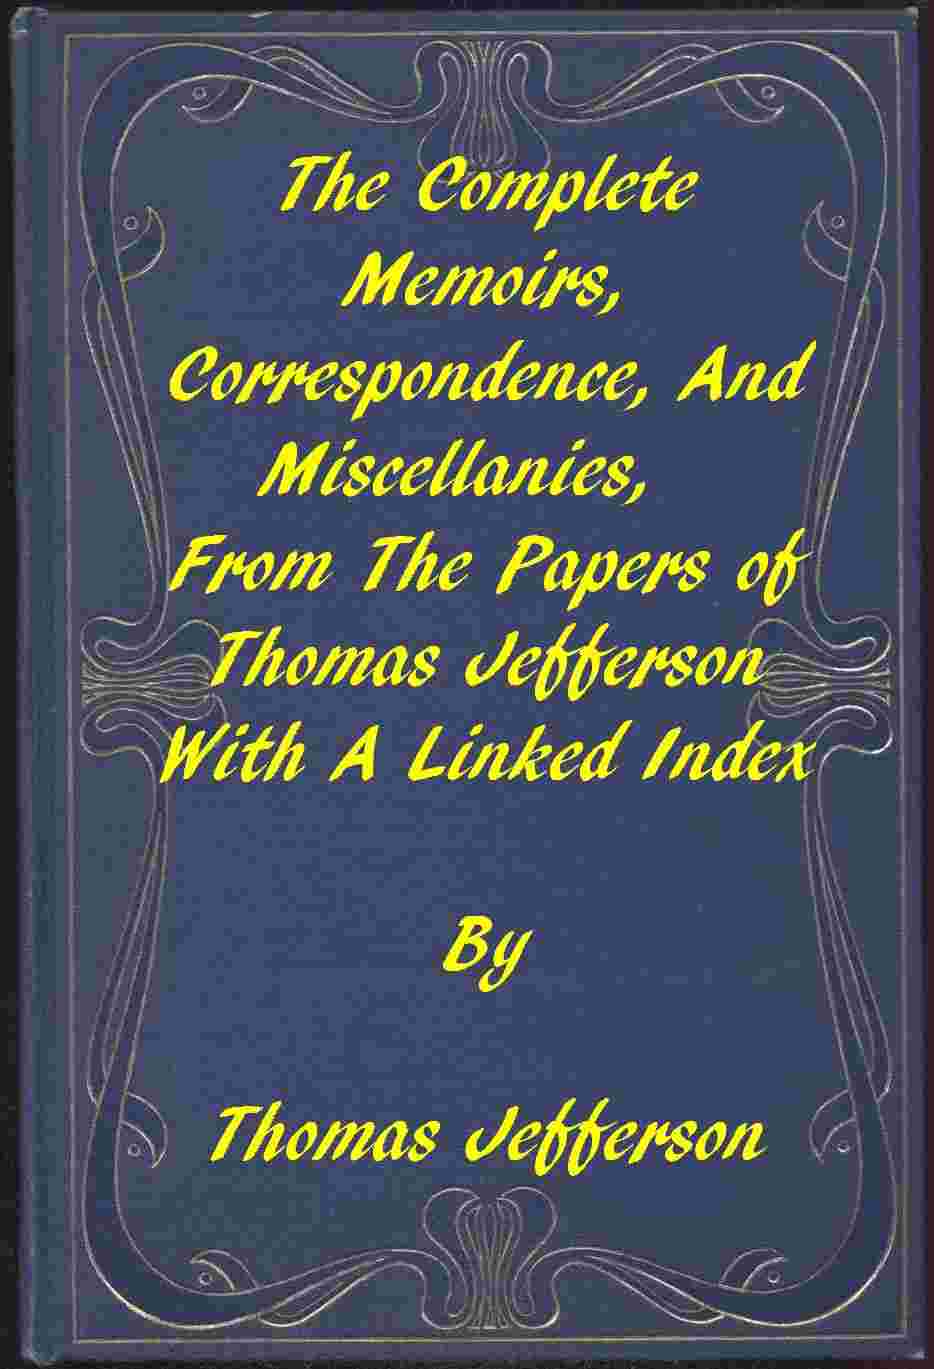 The Complete
Memoirs,
Correspondence, And
Miscellanies,
From The Papers of
Thomas Jefferson
With A Linked Index
By
Thomas Jefferson